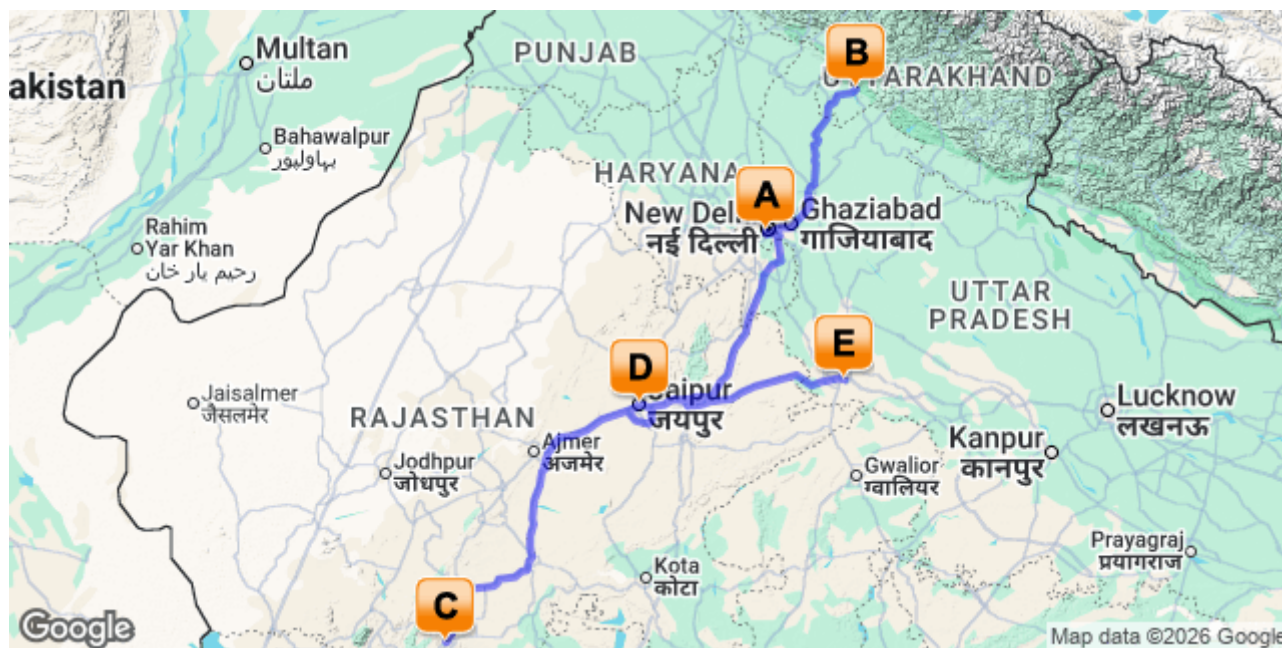 Multan
ملتان
PUNJAB
B
UTTARAKHAND
akistan
Bahawalpur
بہاولپور
HARYANA
A
New Del
नई दिल्ली
Ghaziabad
गाजियाबाद
Rahim
Yar Khan
رحیم یار خان
UTTAR
PRADESH
E
D
Jaipur
जयपुर
Jaisalmer
जैसलमेर
RAJASTHAN
Lucknow
लखनऊ
Ajmer
अजमेर
Kanpur
कानपुर
Jodhpur
जोधपुर
Gwalior
ग्वालियर
Prayagraj
प्रयागराज
Kota
कोटा
C
Google
Map data ©2026 Google